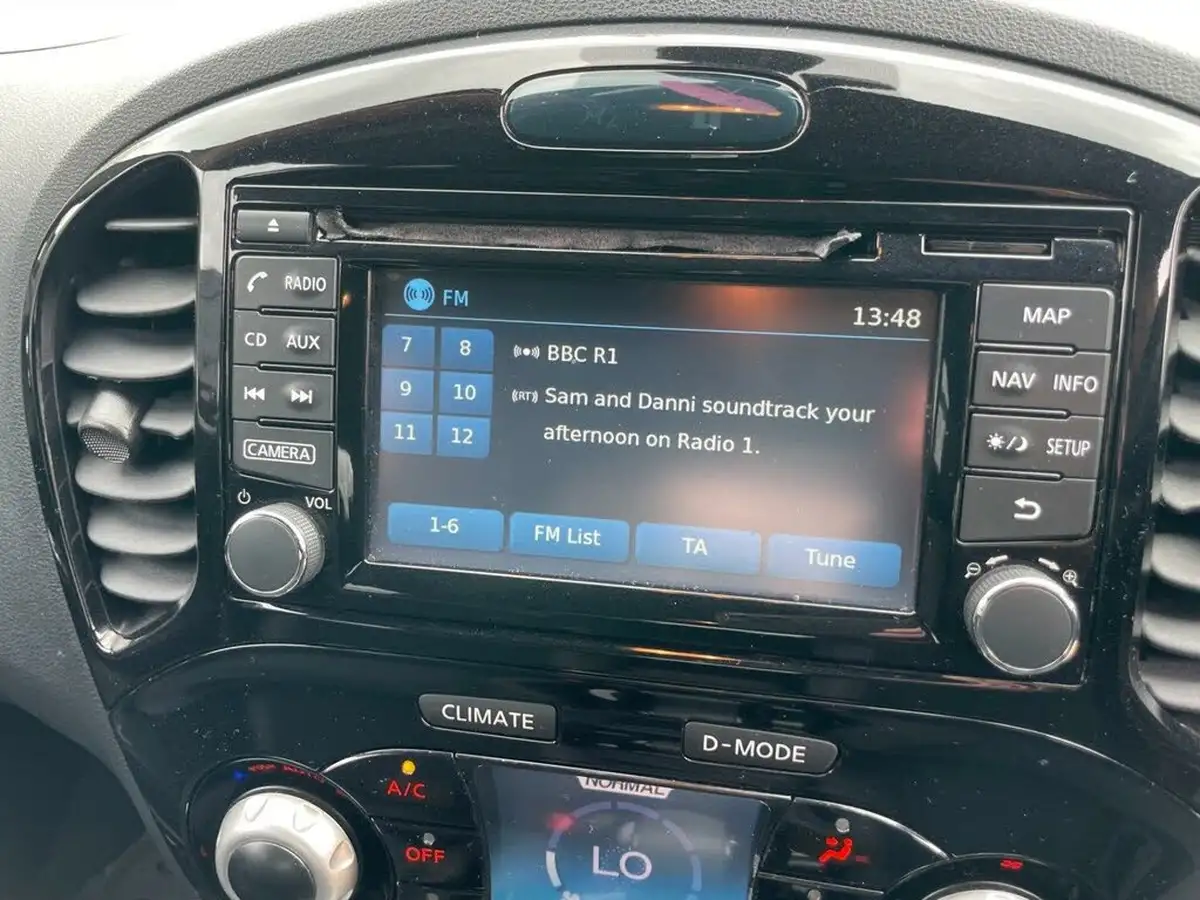 RADIO
CD AUX
CAMERA
VOL
FM
13:48
7 8
9 10
11 12
BBC R1
(RT) Sam and Danni soundtrack your
afternoon on Radio 1.
1-6 FM List TA Tune
MAP
NAV INFO
SETUP
CLIMATE
D-MODE
A/C
OFF
NORMAL
LO